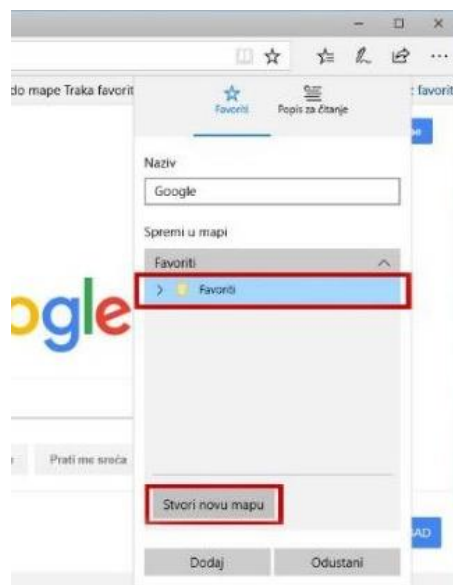 do mape Traka favorit
favorit
Favoriti
Popis za čitanje
Naziv
Google
Spremi u mapi
Favoriti
Favoriti
ogle
Prati me sreća
Stvori novu mapu
AD
Dodaj
Odustani